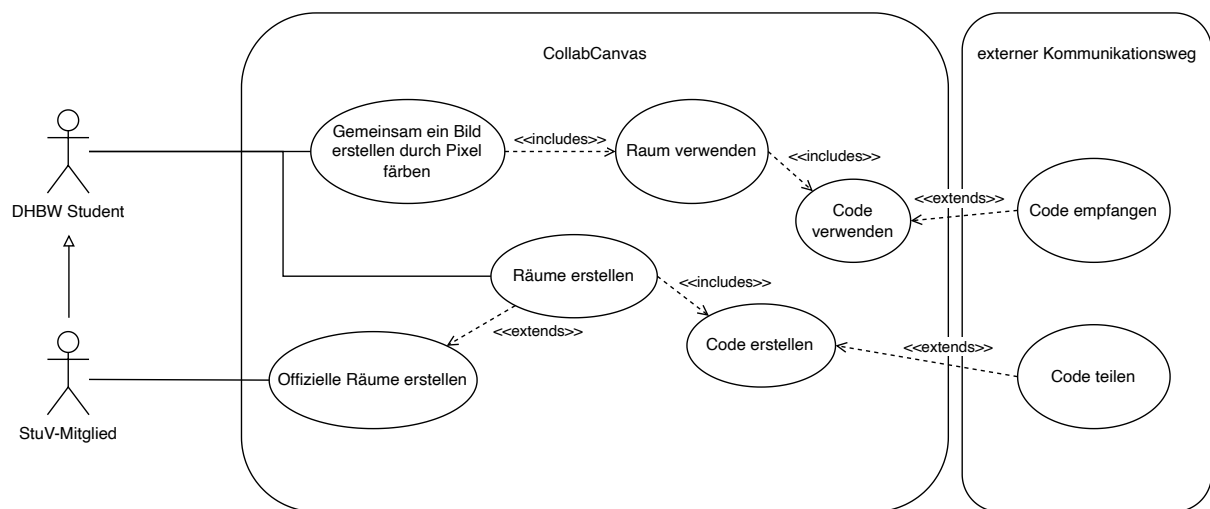 CollabCanvas
externer Kommunikationsweg
Gemeinsam ein Bild
erstellen durch Pixel
färben
<<includes>>
Raum verwenden
<<includes>>
DHBW Student
Code
verwenden
<<extends>>
Code empfangen
Räume erstellen
<<includes>>
<<extends>>
Code erstellen
<<extends>>
Offizielle Räume erstellen
Code teilen
StuV-Mitglied